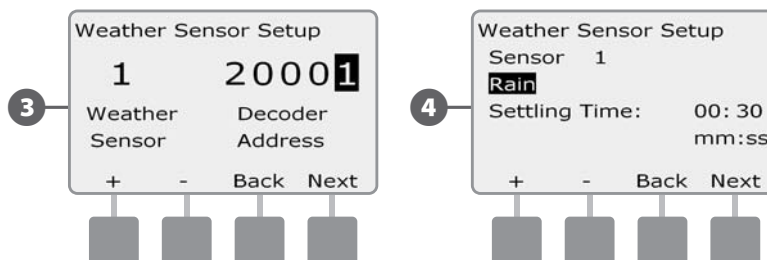 3
Weather Sensor Setup
1 20001
Weather Decoder
Sensor Address
+ - Back Next
4
Weather Sensor Setup
Sensor 1
Rain
Settling Time: 00:30
mm:ss
+ - Back Next